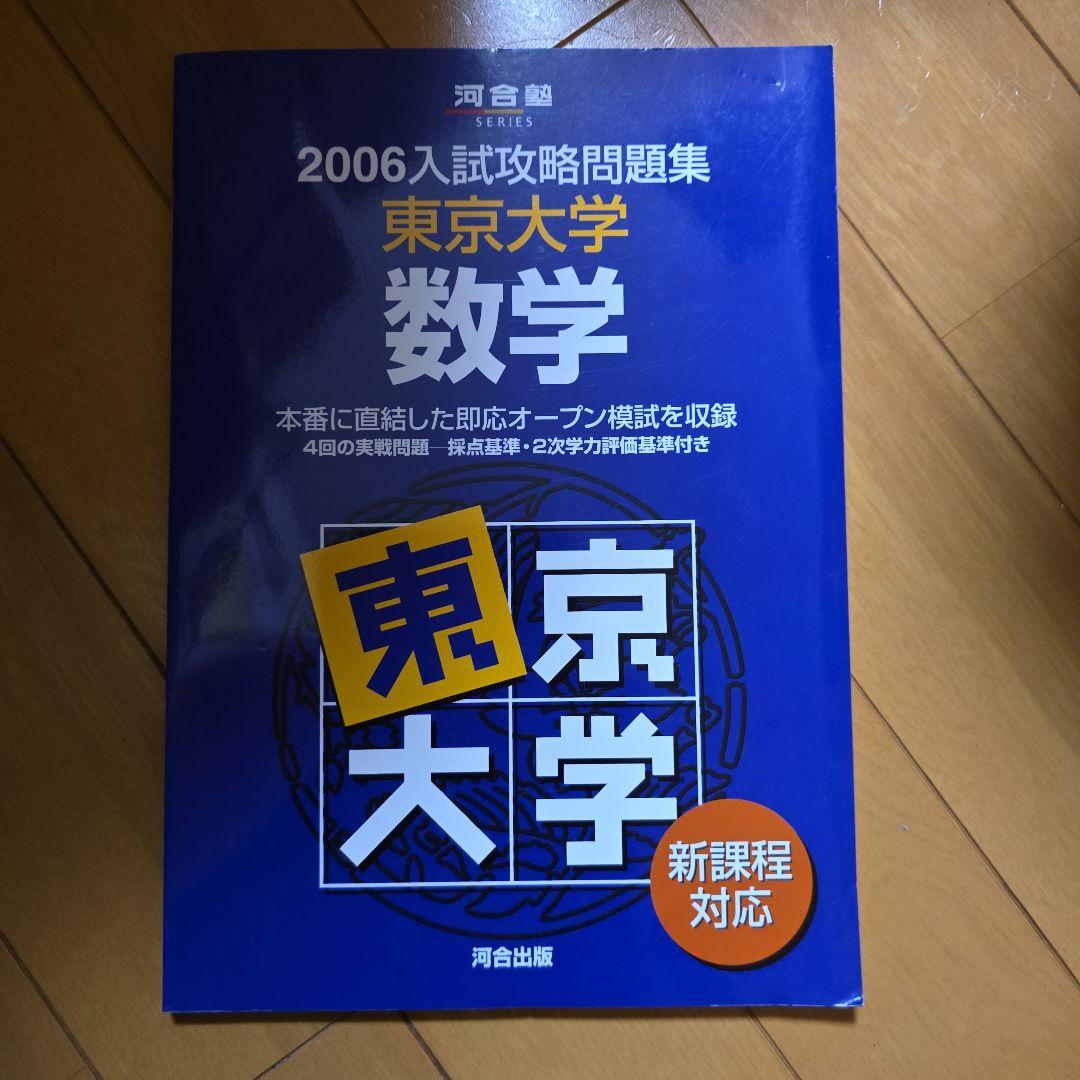 河合塾
SERIES
2006入試攻略問題集
東京大学
数学
本番に直結した即応オープン模試を収録
4回の実戦問題─採点基準・2次学力評価基準付き
東京
大学
新課程
対応
河合出版